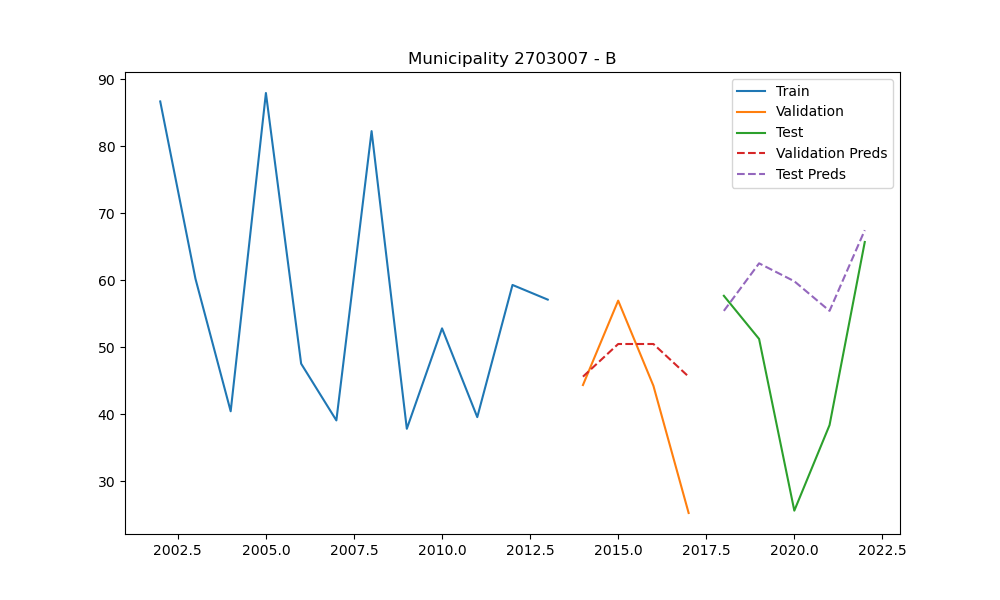 Municipality 2703007 - B
90
80
70
60
50
40
30
2002.5 2005.0 2007.5 2010.0 2012.5 2015.0 2017.5 2020.0 2022.5
Train
Validation
Test
Validation Preds
Test Preds